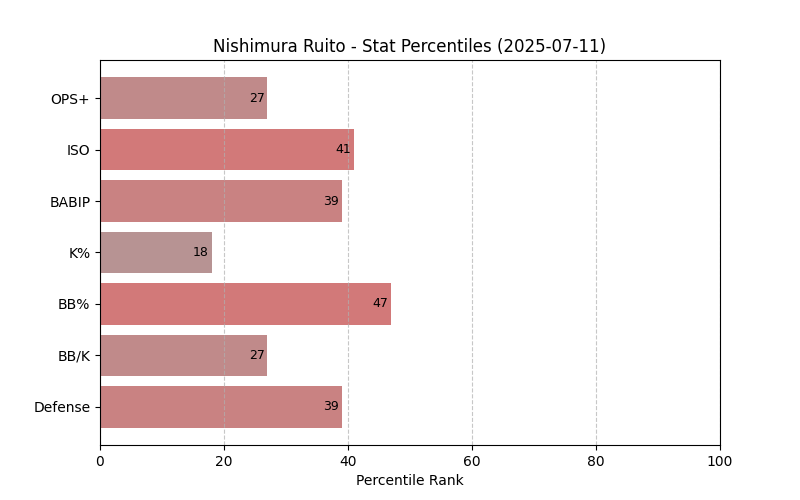 Nishimura Ruito - Stat Percentiles (2025-07-11)
OPS+ 27
ISO 41
BABIP 39
K% 18
BB% 47
BB/K 27
Defense 39
0 20 40 60 80 100
Percentile Rank